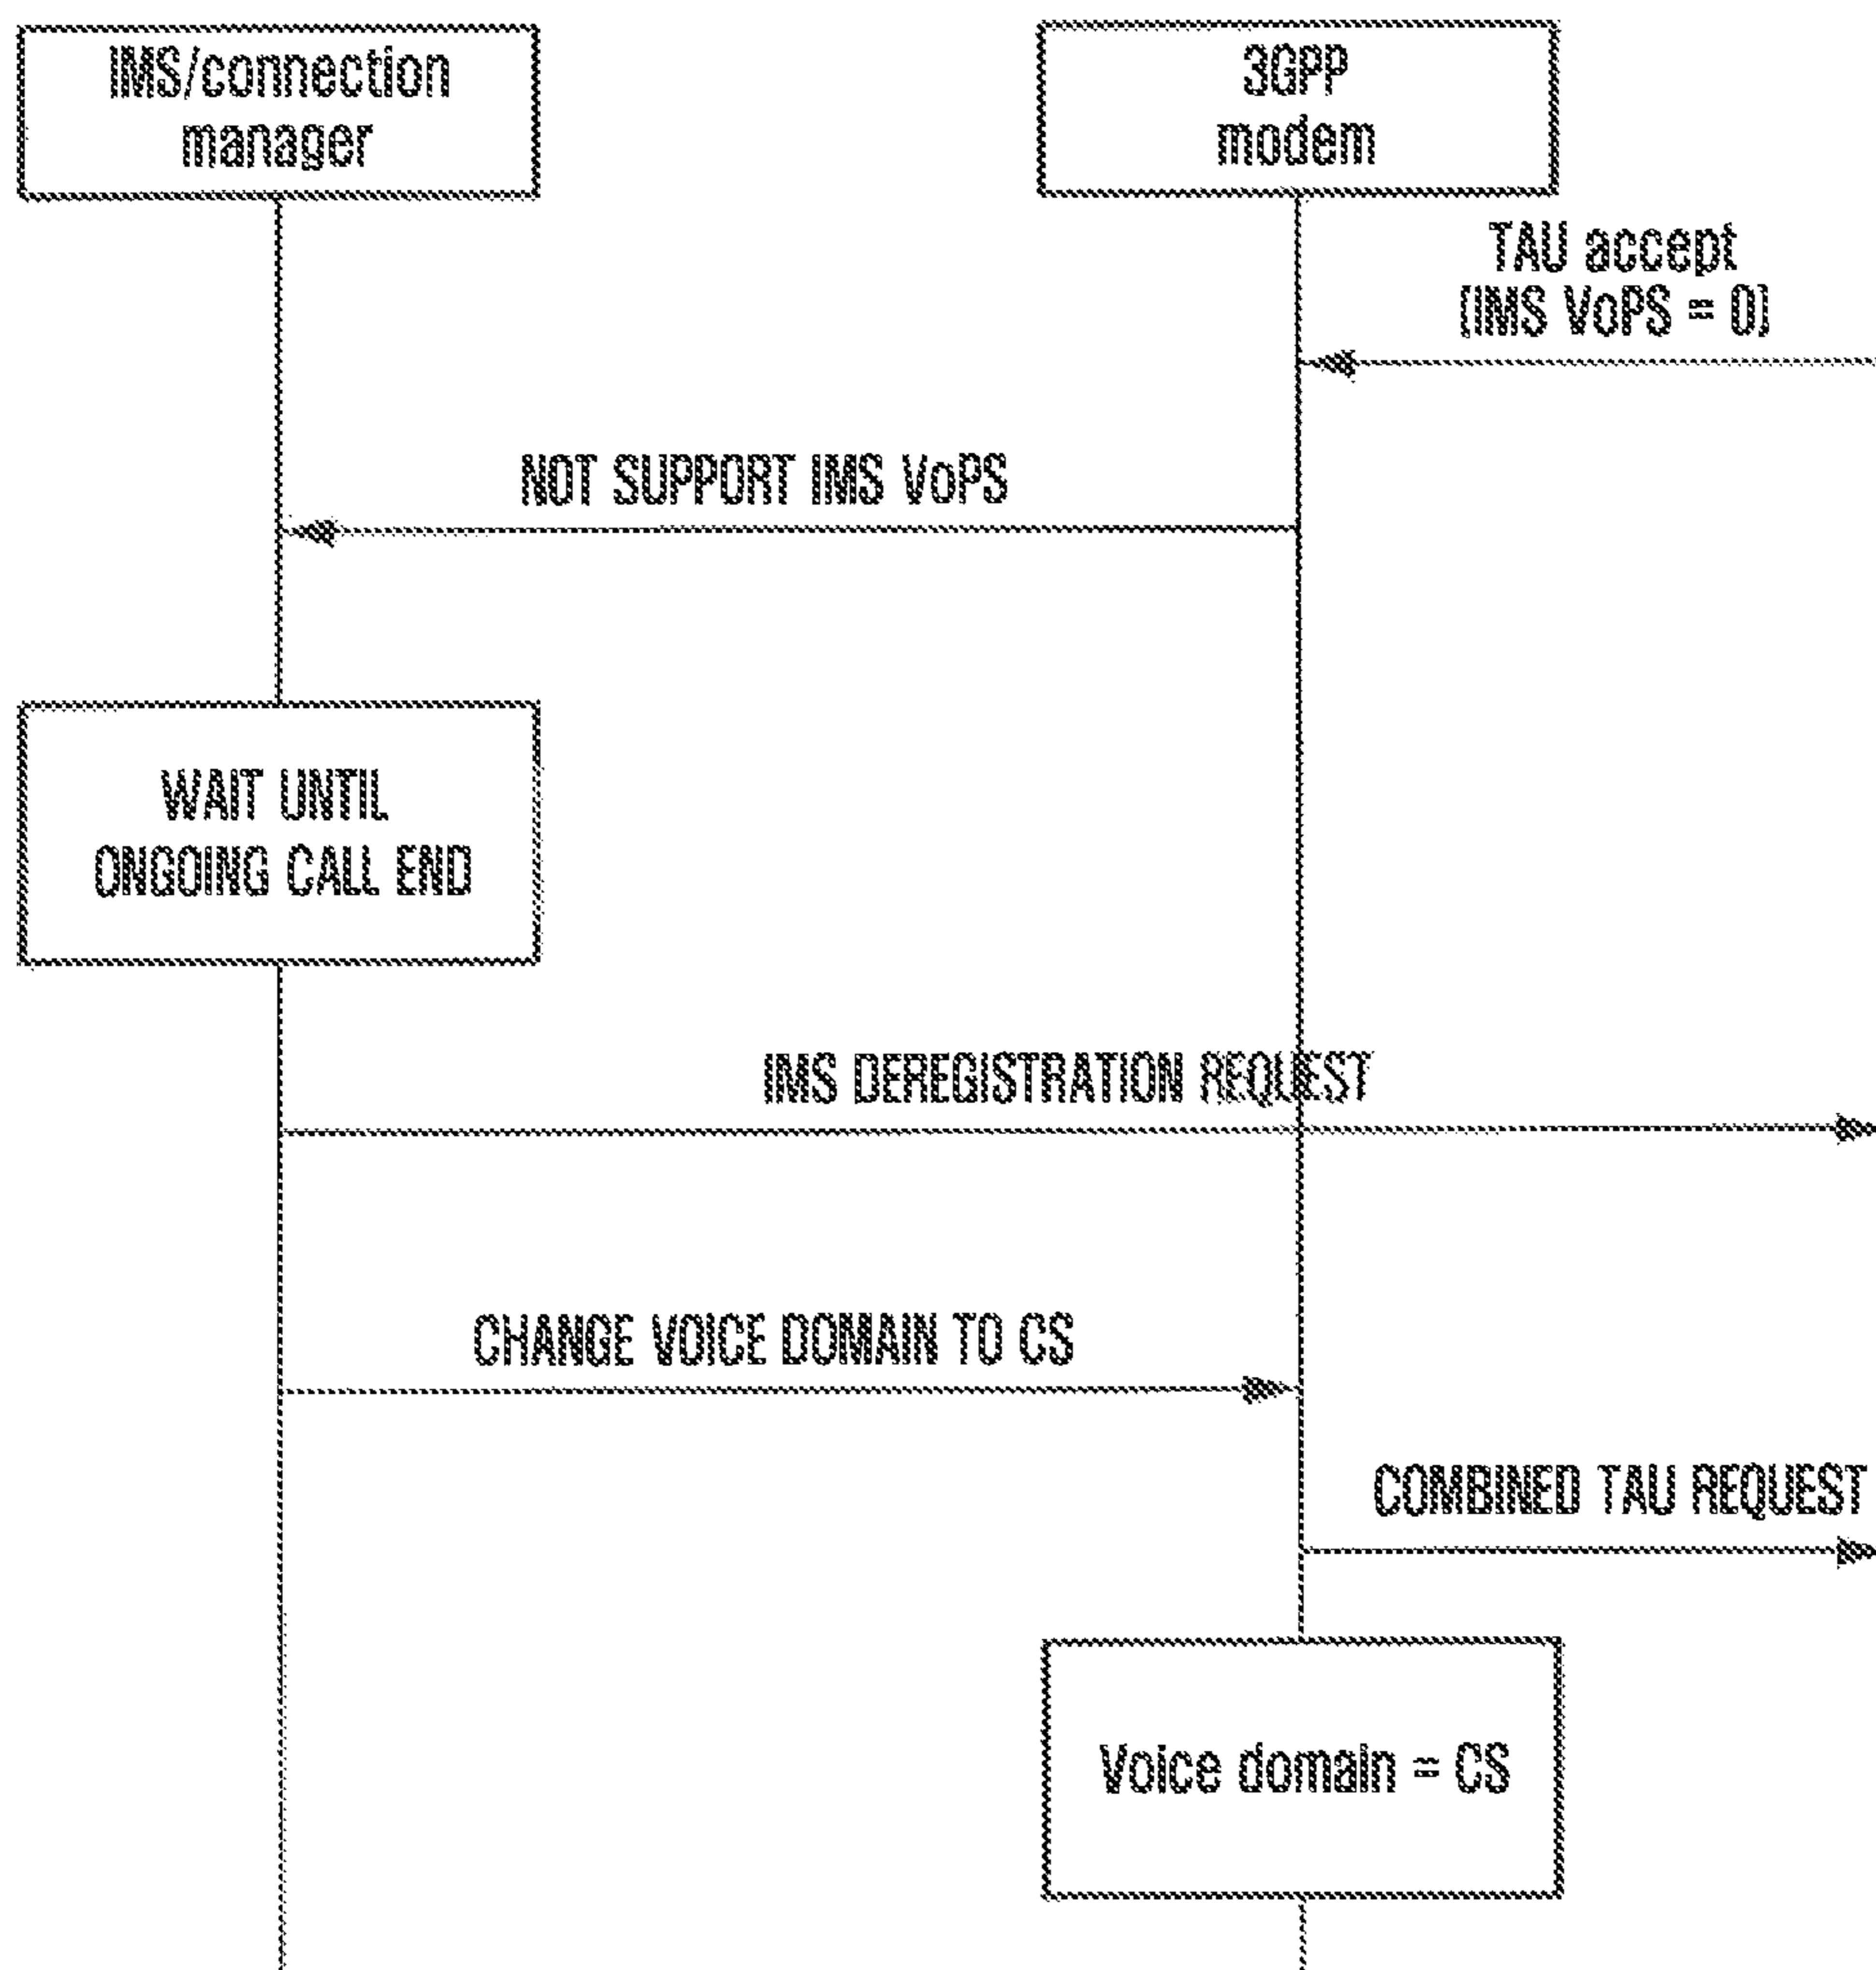 IMS/connection
manager
3GPP
modem
TAU accept
(IMS VoPS = 0)
NOT SUPPORT IMS VoPS
WAIT UNTIL
ONGOING CALL END
IMS DEREGISTRATION REQUEST
CHANGE VOICE DOMAIN TO CS
COMBINED TAU REQUEST
Voice domain = CS